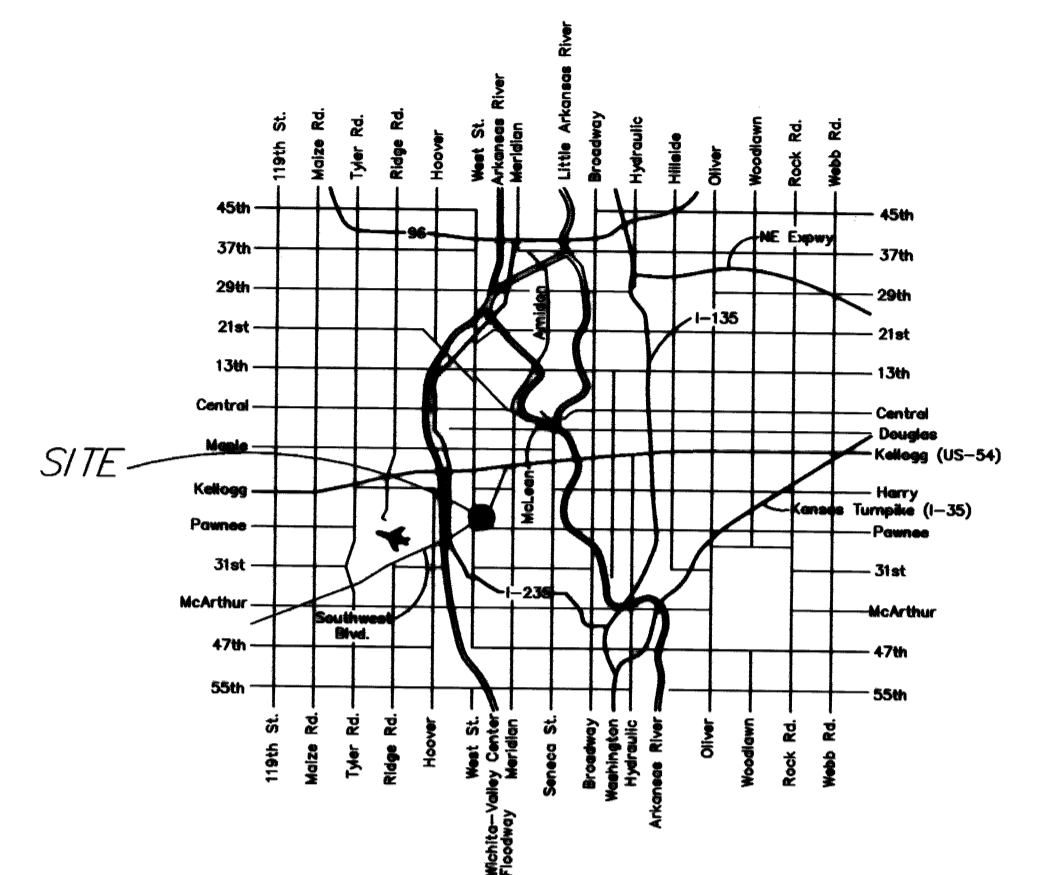 119th St.
Maize Rd.
Tyler Rd.
Ridge Rd.
Hoover
West St.
Arkansas River
Meridian
Little Arkansas River
Broadway
Hydraulic
Hillside
Oliver
Woodlawn
Rock Rd.
Webb Rd.
45th
45th
96
NE Expwy
37th
37th
29th
29th
Amidon
I-135
21st
21st
13th
13th
Central
Central
Douglas
Maple
SITE
Kellogg (US-54)
Kellogg
McLean
Harry
Kansas Turnpike (I-35)
Pawnee
Pawnee
31st
31st
I-235
McArthur
McArthur
Southwest
Blvd.
47th
47th
55th
55th
119th St.
Maize Rd.
Tyler Rd.
Ridge Rd.
Hoover
West St.
Wichita-Valley Center
Floodway
Meridian
Seneca St.
Broadway
Washington
Hydraulic
Arkansas River
Oliver
Woodlawn
Rock Rd.
Webb Rd.